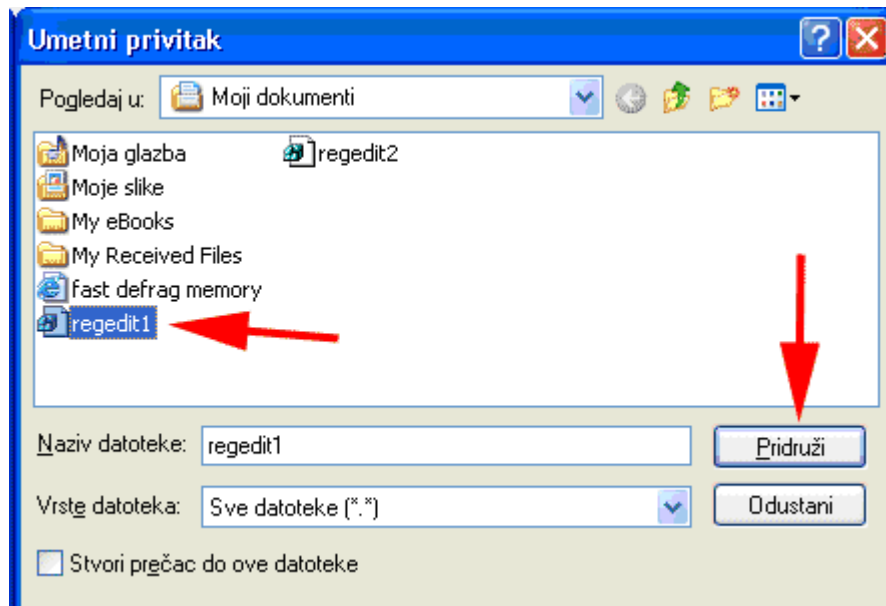 Umetni privitak
Pogledaj u: Moji dokumenti
Moja glazba regedit2
Moje slike
My eBooks
My Received Files
fast defrag memory
regedit1
Naziv datoteke: regedit1 Pridruži
Vrste datoteka: Sve datoteke (*.*) Odustani
Stvori prečac do ove datoteke